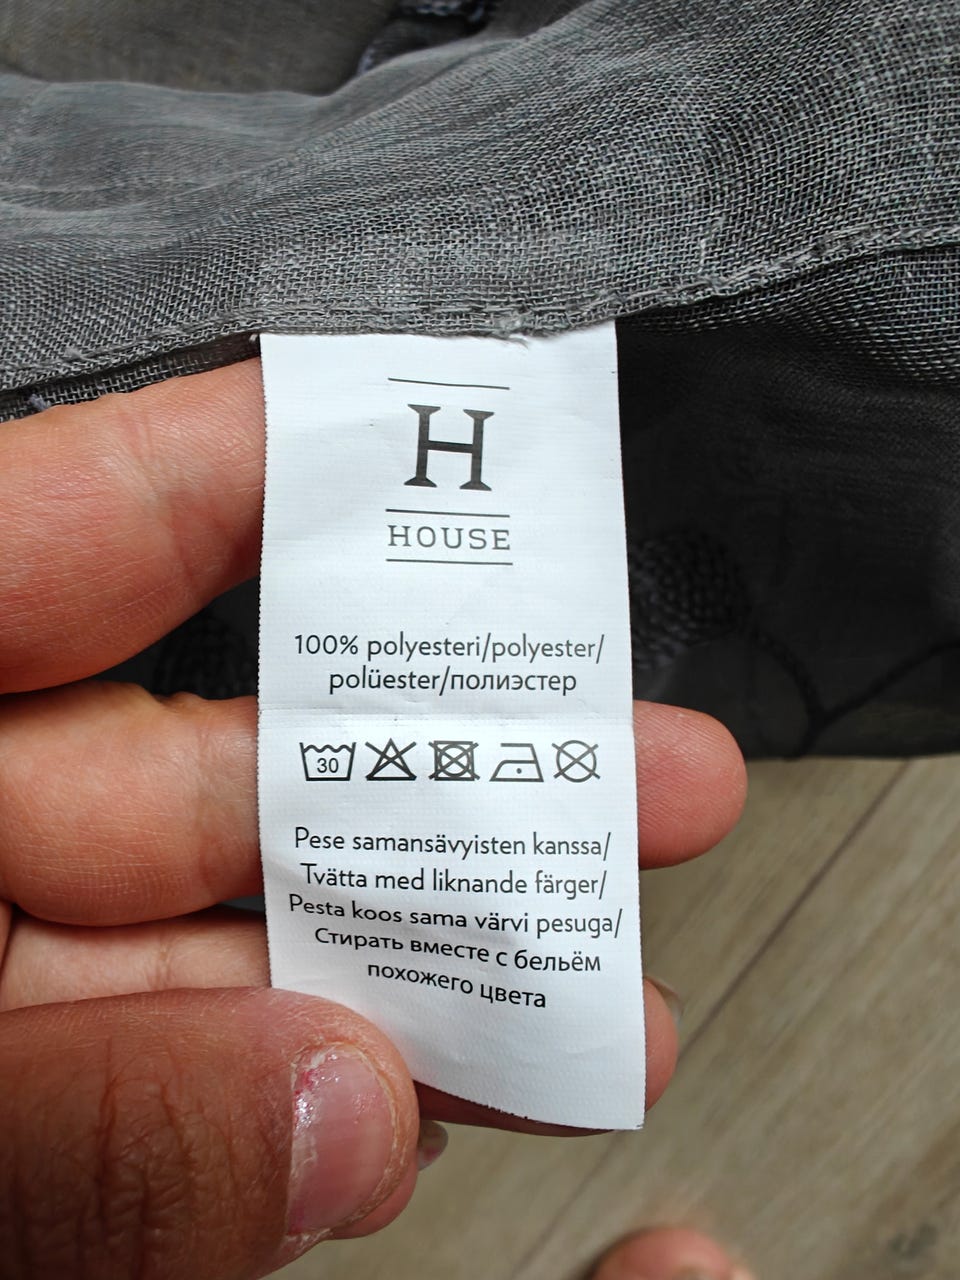 H
HOUSE
100% polyesteri/polyester/
polüester/полиэстер
30
Pese samansävyisten kanssa/
Tvätta med liknande färger/
Pesta koos sama värvi pesuga/
Стирать вместе с бельём
похожего цвета